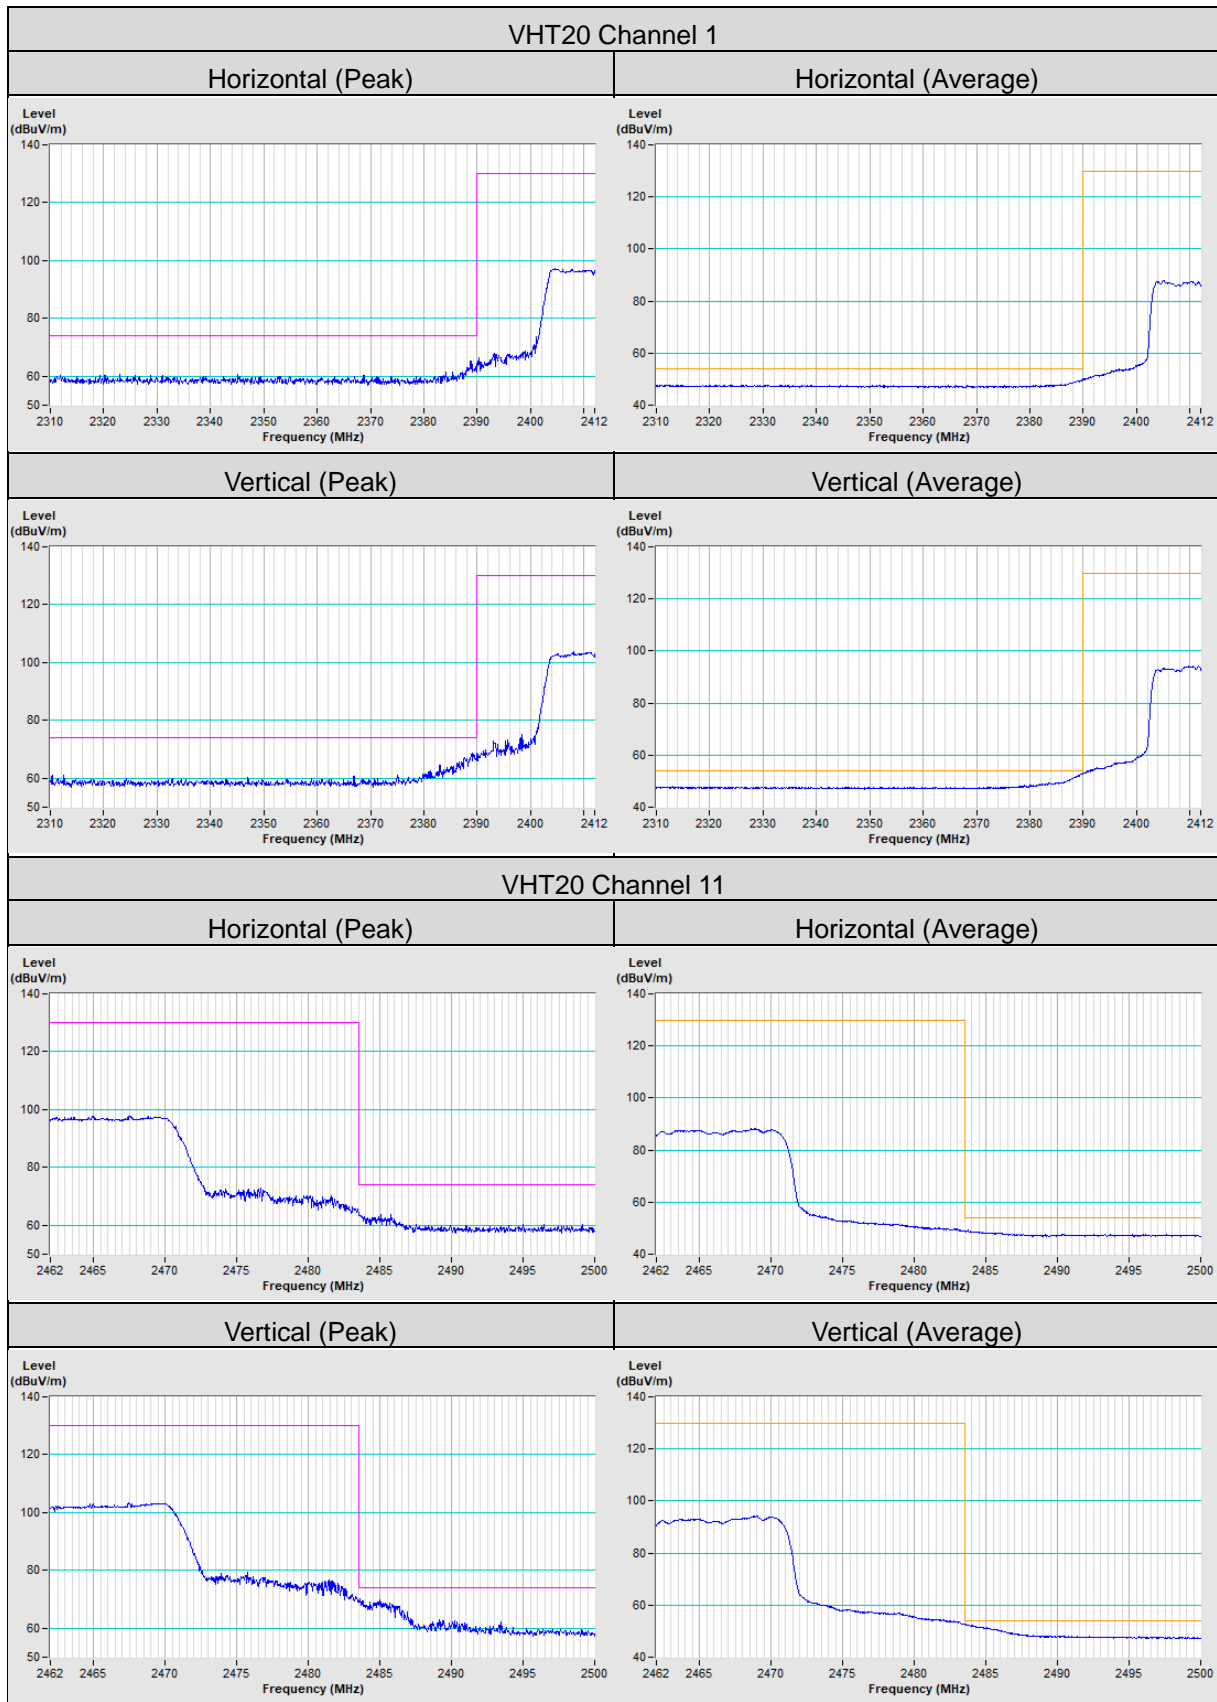 VHT20 Channel 1
Horizontal (Peak)
Horizontal (Average)
Level
(dBuV/m)
140
120
100
80
60
50
2310 2320 2330 2340 2350 2360 2370 2380 2390 2400 2412
Frequency (MHz)
Level
(dBuV/m)
140
120
100
80
60
40
2310 2320 2330 2340 2350 2360 2370 2380 2390 2400 2412
Frequency (MHz)
Vertical (Peak)
Vertical (Average)
Level
(dBuV/m)
140
120
100
80
60
50
2310 2320 2330 2340 2350 2360 2370 2380 2390 2400 2412
Frequency (MHz)
Level
(dBuV/m)
140
120
100
80
60
40
2310 2320 2330 2340 2350 2360 2370 2380 2390 2400 2412
Frequency (MHz)
VHT20 Channel 11
Horizontal (Peak)
Horizontal (Average)
Level
(dBuV/m)
140
120
100
80
60
50
2462 2465 2470 2475 2480 2485 2490 2495 2500
Frequency (MHz)
Level
(dBuV/m)
140
120
100
80
60
40
2462 2465 2470 2475 2480 2485 2490 2495 2500
Frequency (MHz)
Vertical (Peak)
Vertical (Average)
Level
(dBuV/m)
140
120
100
80
60
50
2462 2465 2470 2475 2480 2485 2490 2495 2500
Frequency (MHz)
Level
(dBuV/m)
140
120
100
80
60
40
2462 2465 2470 2475 2480 2485 2490 2495 2500
Frequency (MHz)